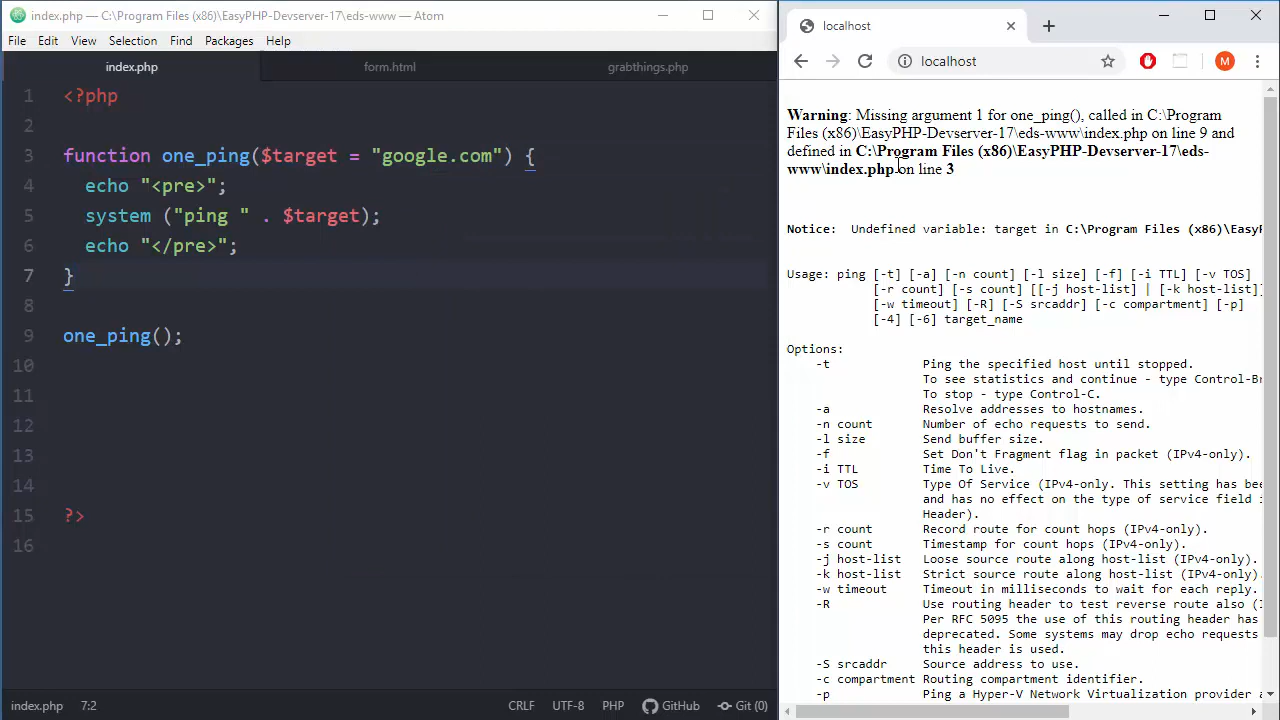 index.php — C:\Program Files (x86)\EasyPHP-Devserver-17\eds-www — Atom
File Edit View Selection Find Packages Help
index.php form.html grabthings.php
1 <?php
2
3 function one_ping($target = "google.com") {
4 echo "<pre>";
5 system ("ping " . $target);
6 echo "</pre>";
7 }
8
9 one_ping();
10
11
12
13
14
15 ?>
16
index.php 7:2 CRLF UTF-8 PHP GitHub Git (0)
localhost
localhost
M
Warning: Missing argument 1 for one_ping(), called in C:\Program
Files (x86)\EasyPHP-Devserver-17\eds-www\index.php on line 9 and
defined in C:\Program Files (x86)\EasyPHP-Devserver-17\eds-
www\index.php on line 3
Notice:  Undefined variable: target in C:\Program Files (x86)\EasyP
Usage: ping [-t] [-a] [-n count] [-l size] [-f] [-i TTL] [-v TOS]
[-r count] [-s count] [[-j host-list] | [-k host-list]]
[-w timeout] [-R] [-S srcaddr] [-c compartment] [-p]
[-4] [-6] target_name
Options:
-t Ping the specified host until stopped.
To see statistics and continue - type Control-Br
To stop - type Control-C.
-a Resolve addresses to hostnames.
-n count Number of echo requests to send.
-l size Send buffer size.
-f Set Don't Fragment flag in packet (IPv4-only).
-i TTL Time To Live.
-v TOS Type Of Service (IPv4-only. This setting has bee
and has no effect on the type of service field i
Header).
-r count Record route for count hops (IPv4-only).
-s count Timestamp for count hops (IPv4-only).
-j host-list Loose source route along host-list (IPv4-only).
-k host-list Strict source route along host-list (IPv4-only).
-w timeout Timeout in milliseconds to wait for each reply.
-R Use routing header to test reverse route also (I
Per RFC 5095 the use of this routing header has
deprecated. Some systems may drop echo requests
this header is used.
-S srcaddr Source address to use.
-c compartment Routing compartment identifier.
-p Ping a Hyper-V Network Virtualization provider a